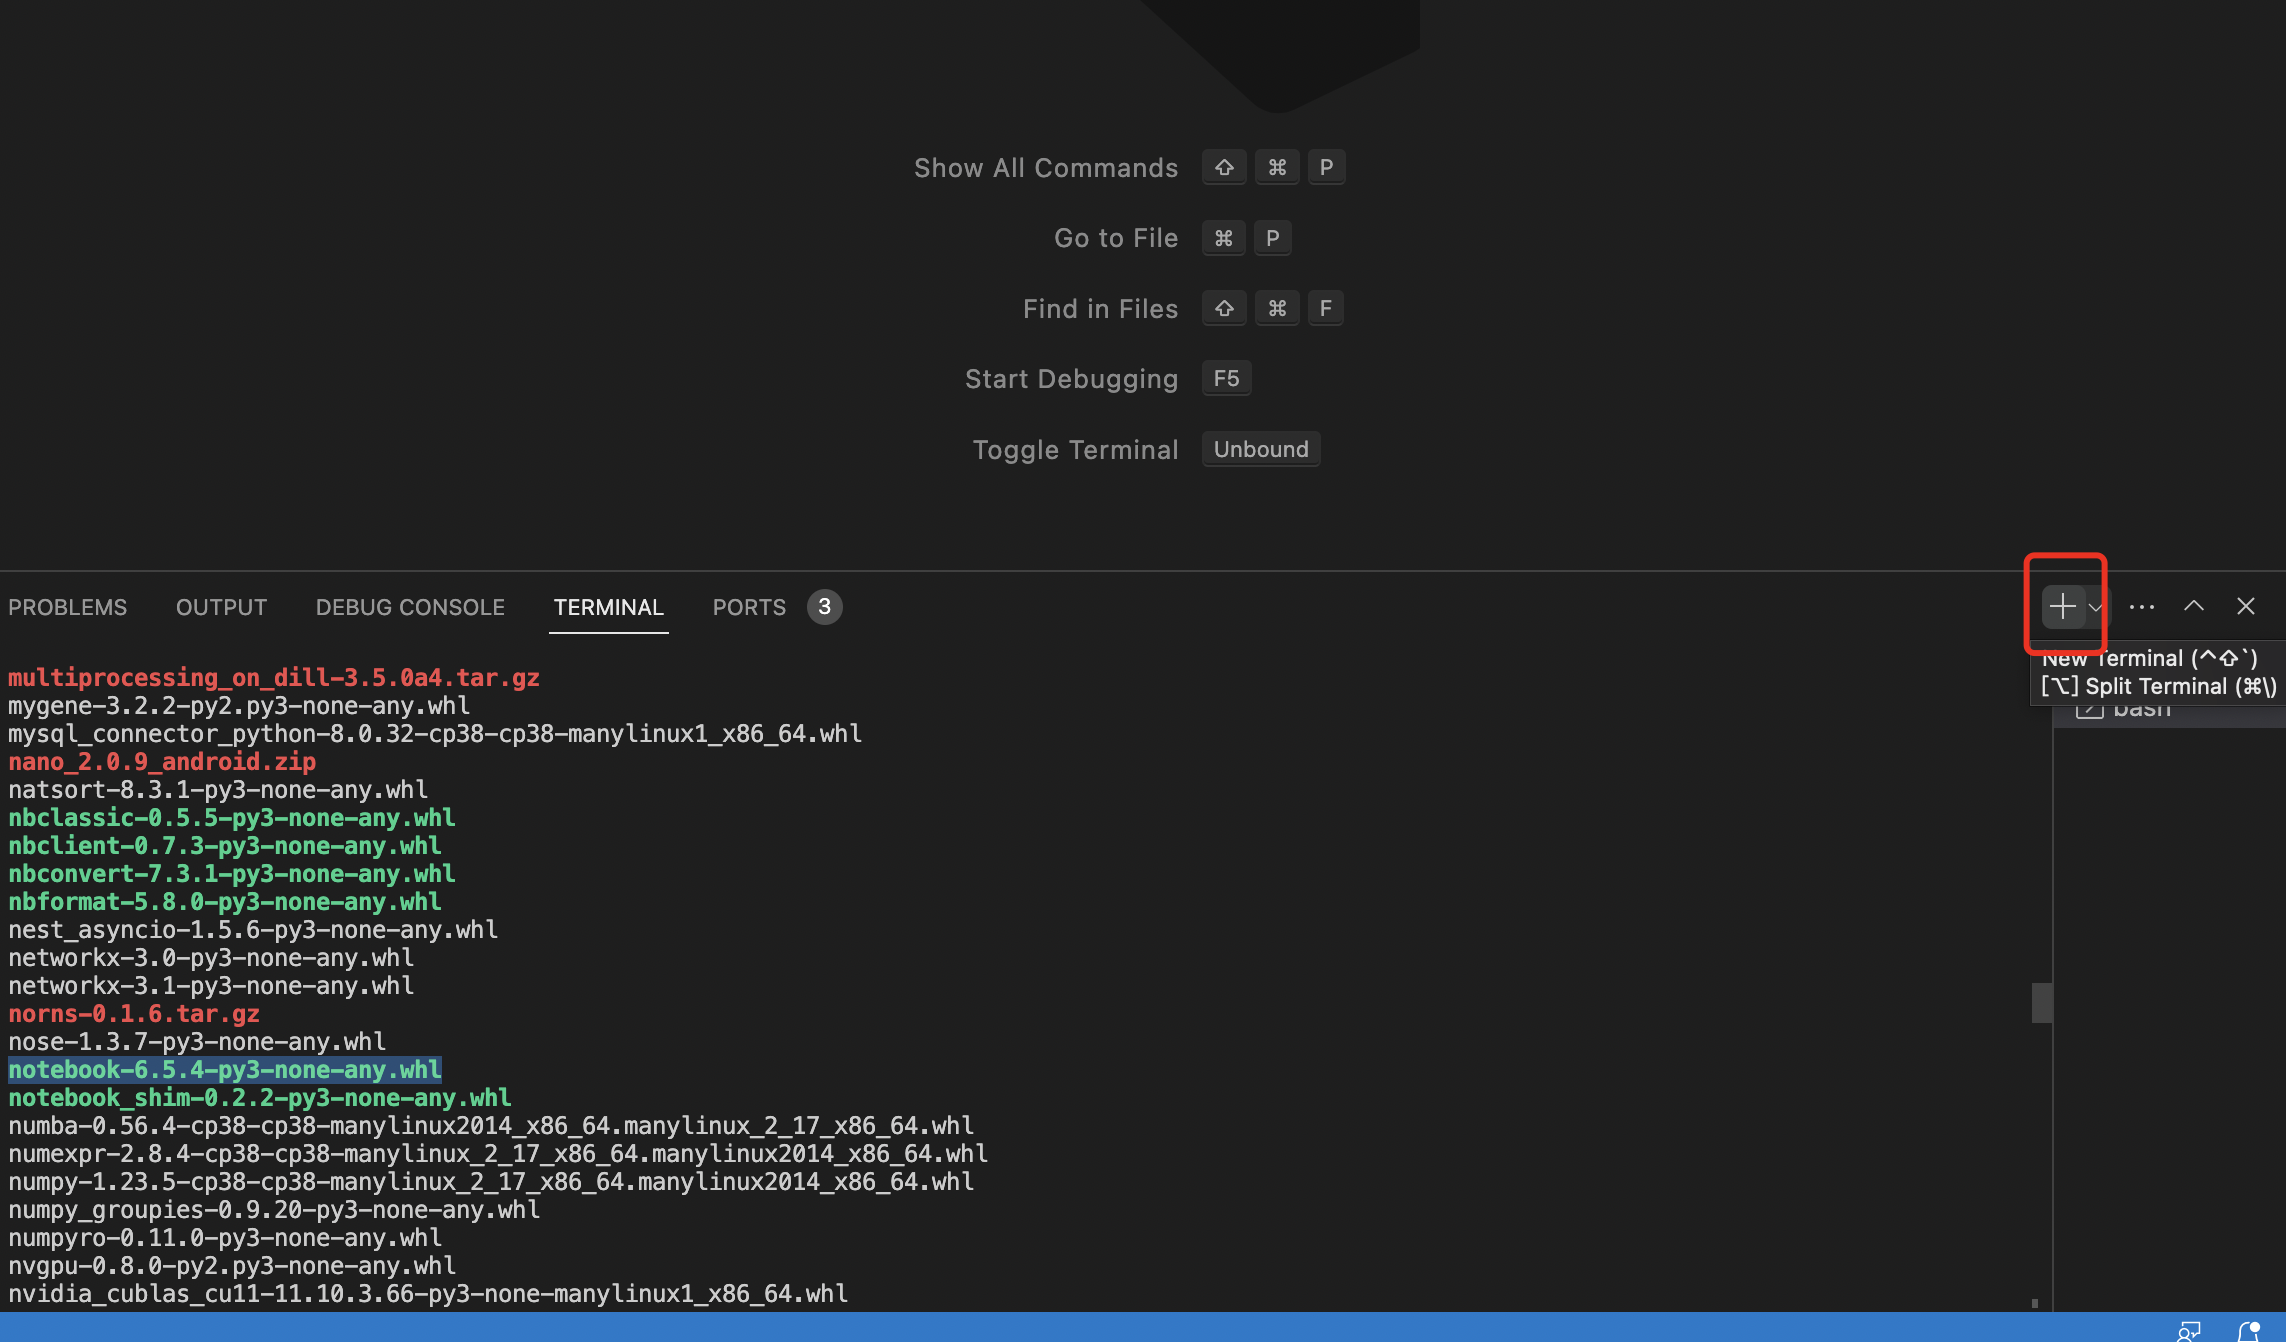 Show All Commands ⇧ ⌘ P
Go to File ⌘ P
Find in Files ⇧ ⌘ F
Start Debugging F5
Toggle Terminal Unbound
PROBLEMS OUTPUT DEBUG CONSOLE TERMINAL PORTS 3
New Terminal (^⇧`)
[⌥] Split Terminal (⌘\)
bash
multiprocessing_on_dill-3.5.0a4.tar.gz
mygene-3.2.2-py2.py3-none-any.whl
mysql_connector_python-8.0.32-cp38-cp38-manylinux1_x86_64.whl
nano_2.0.9_android.zip
natsort-8.3.1-py3-none-any.whl
nbclassic-0.5.5-py3-none-any.whl
nbclient-0.7.3-py3-none-any.whl
nbconvert-7.3.1-py3-none-any.whl
nbformat-5.8.0-py3-none-any.whl
nest_asyncio-1.5.6-py3-none-any.whl
networkx-3.0-py3-none-any.whl
networkx-3.1-py3-none-any.whl
norns-0.1.6.tar.gz
nose-1.3.7-py3-none-any.whl
notebook-6.5.4-py3-none-any.whl
notebook_shim-0.2.2-py3-none-any.whl
numba-0.56.4-cp38-cp38-manylinux2014_x86_64.manylinux_2_17_x86_64.whl
numexpr-2.8.4-cp38-cp38-manylinux_2_17_x86_64.manylinux2014_x86_64.whl
numpy-1.23.5-cp38-cp38-manylinux_2_17_x86_64.manylinux2014_x86_64.whl
numpy_groupies-0.9.20-py3-none-any.whl
numpyro-0.11.0-py3-none-any.whl
nvgpu-0.8.0-py2.py3-none-any.whl
nvidia_cublas_cu11-11.10.3.66-py3-none-manylinux1_x86_64.whl